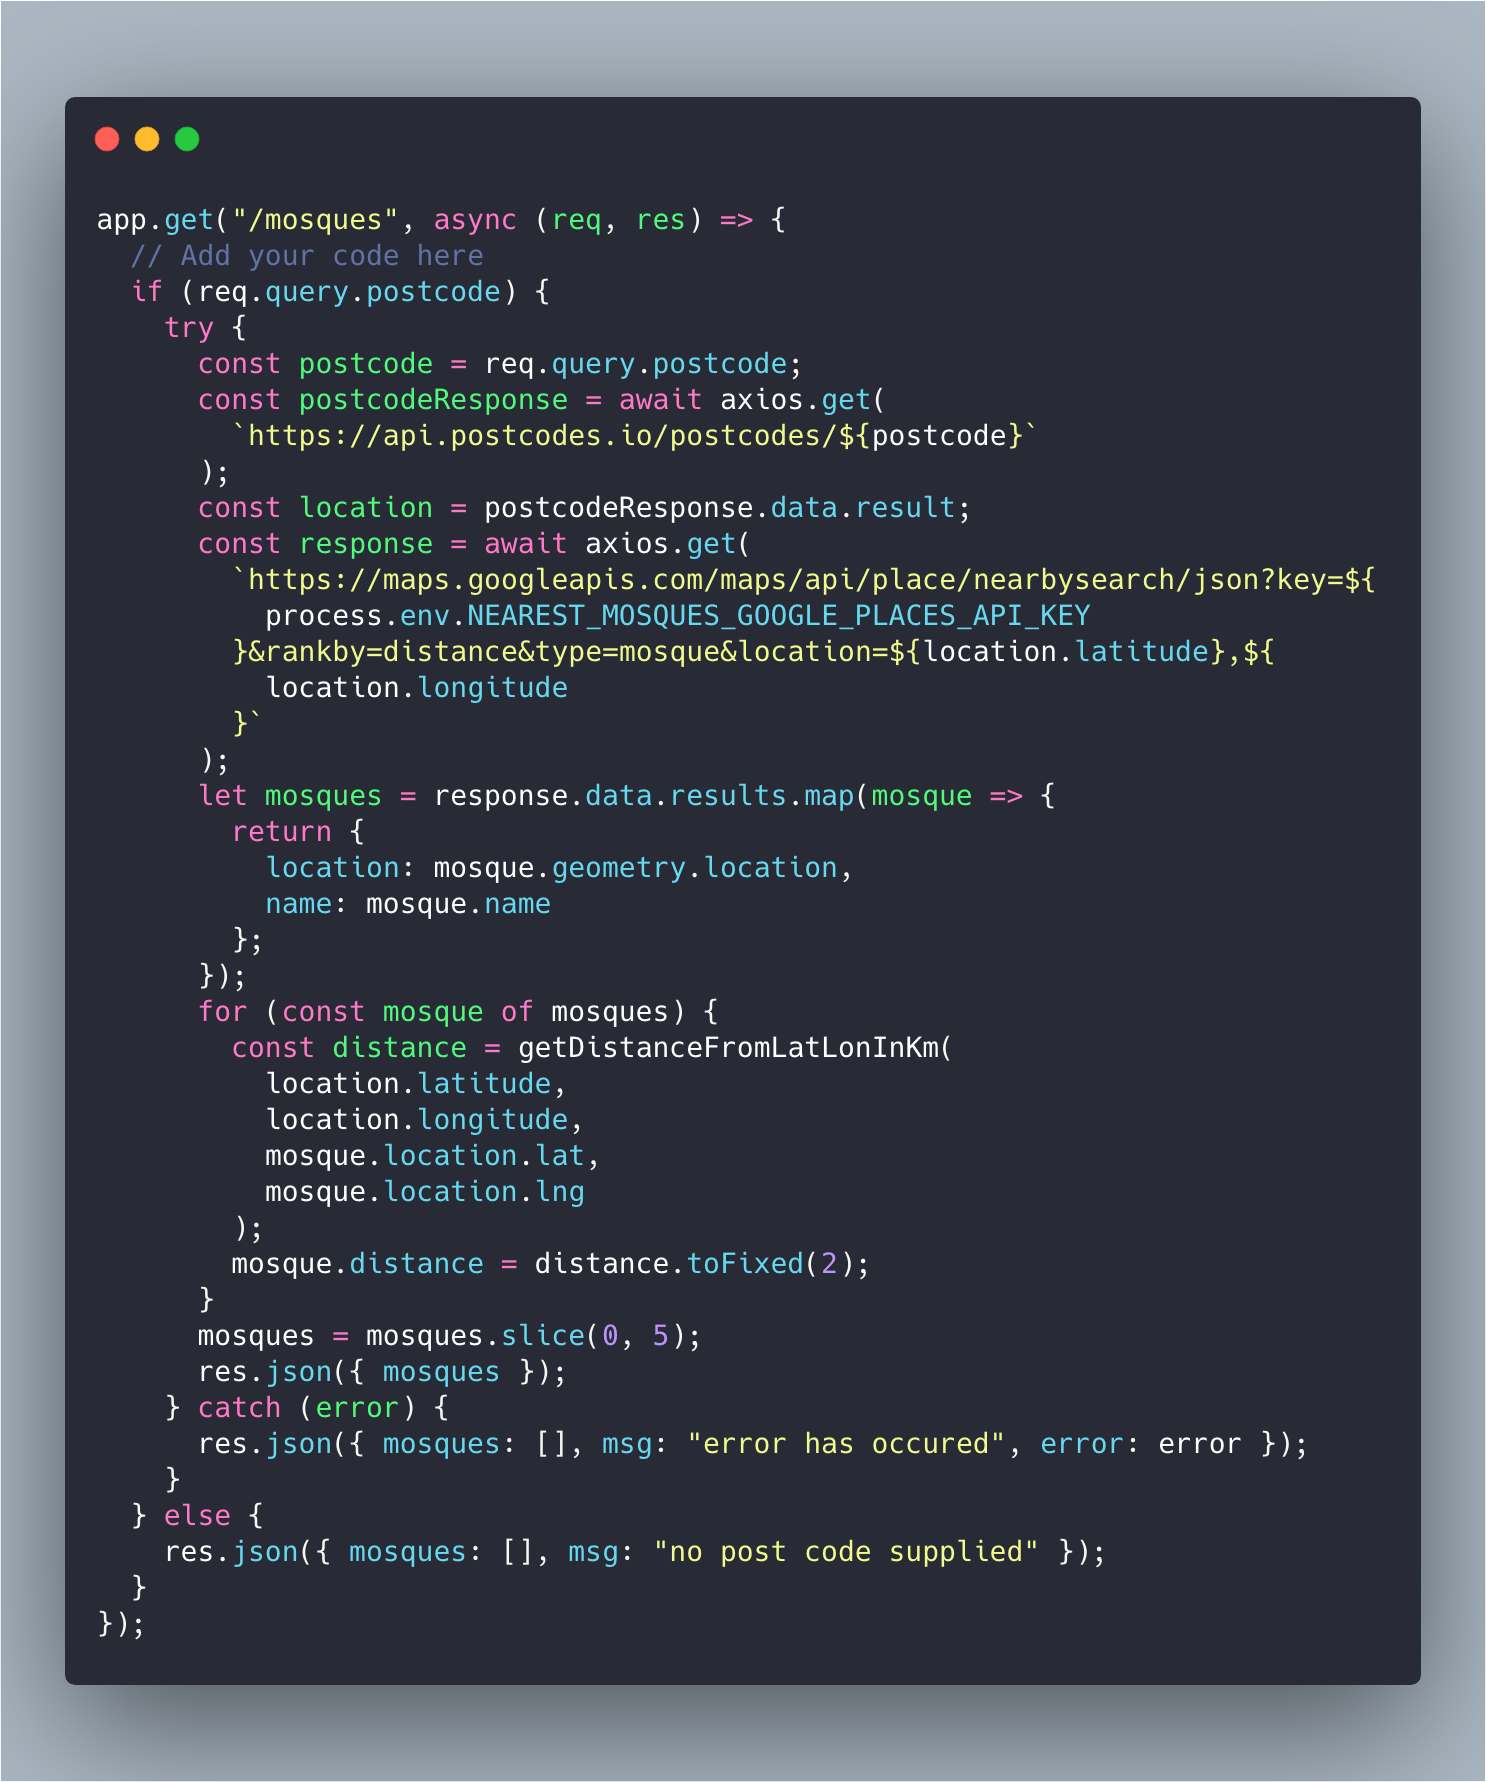 app.get("/mosques", async (req, res) => {
  // Add your code here
  if (req.query.postcode) {
    try {
      const postcode = req.query.postcode;
      const postcodeResponse = await axios.get(
        `https://api.postcodes.io/postcodes/${postcode}`
      );
      const location = postcodeResponse.data.result;
      const response = await axios.get(
        `https://maps.googleapis.com/maps/api/place/nearbysearch/json?key=${
          process.env.NEAREST_MOSQUES_GOOGLE_PLACES_API_KEY
        }&rankby=distance&type=mosque&location=${location.latitude},${
          location.longitude
        }`
      );
      let mosques = response.data.results.map(mosque => {
        return {
          location: mosque.geometry.location,
          name: mosque.name
        };
      });
      for (const mosque of mosques) {
        const distance = getDistanceFromLatLonInKm(
          location.latitude,
          location.longitude,
          mosque.location.lat,
          mosque.location.lng
        );
        mosque.distance = distance.toFixed(2);
      }
      mosques = mosques.slice(0, 5);
      res.json({ mosques });
    } catch (error) {
      res.json({ mosques: [], msg: "error has occured", error: error });
    }
  } else {
    res.json({ mosques: [], msg: "no post code supplied" });
  }
});